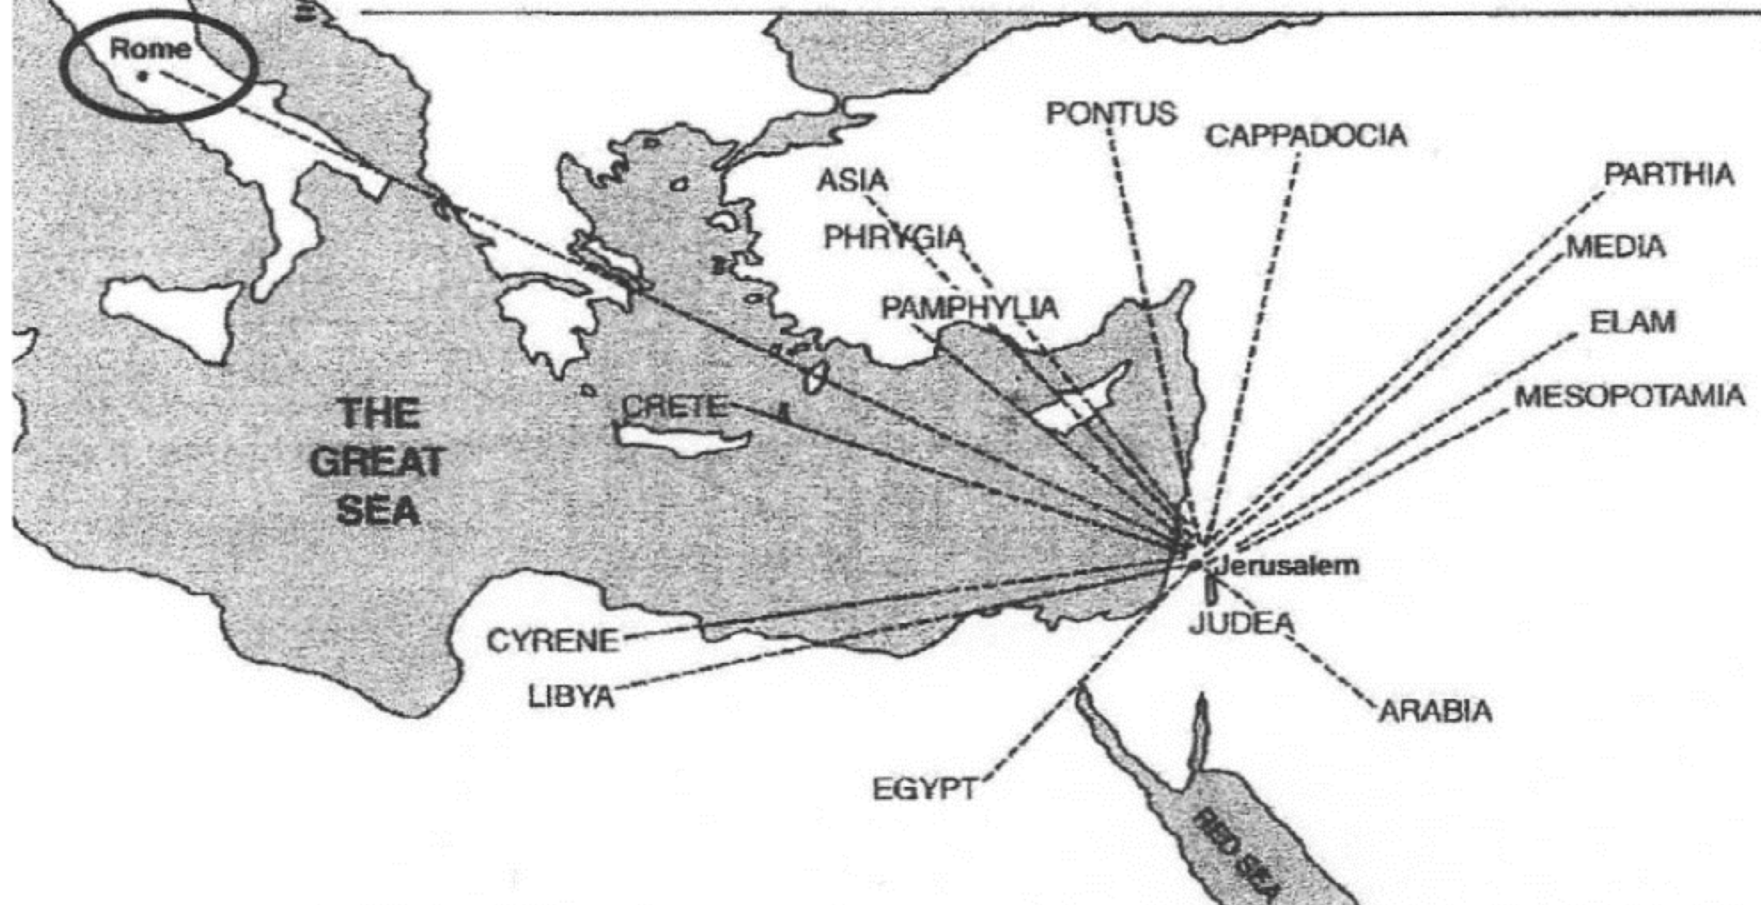 Rome
PONTUS
CAPPADOCIA
ASIA
PARTHIA
PHRYGIA
MEDIA
PAMPHYLIA
ELAM
CRETE
MESOPOTAMIA
THE
GREAT
SEA
Jerusalem
JUDEA
CYRENE
LIBYA
ARABIA
EGYPT
RED SEA